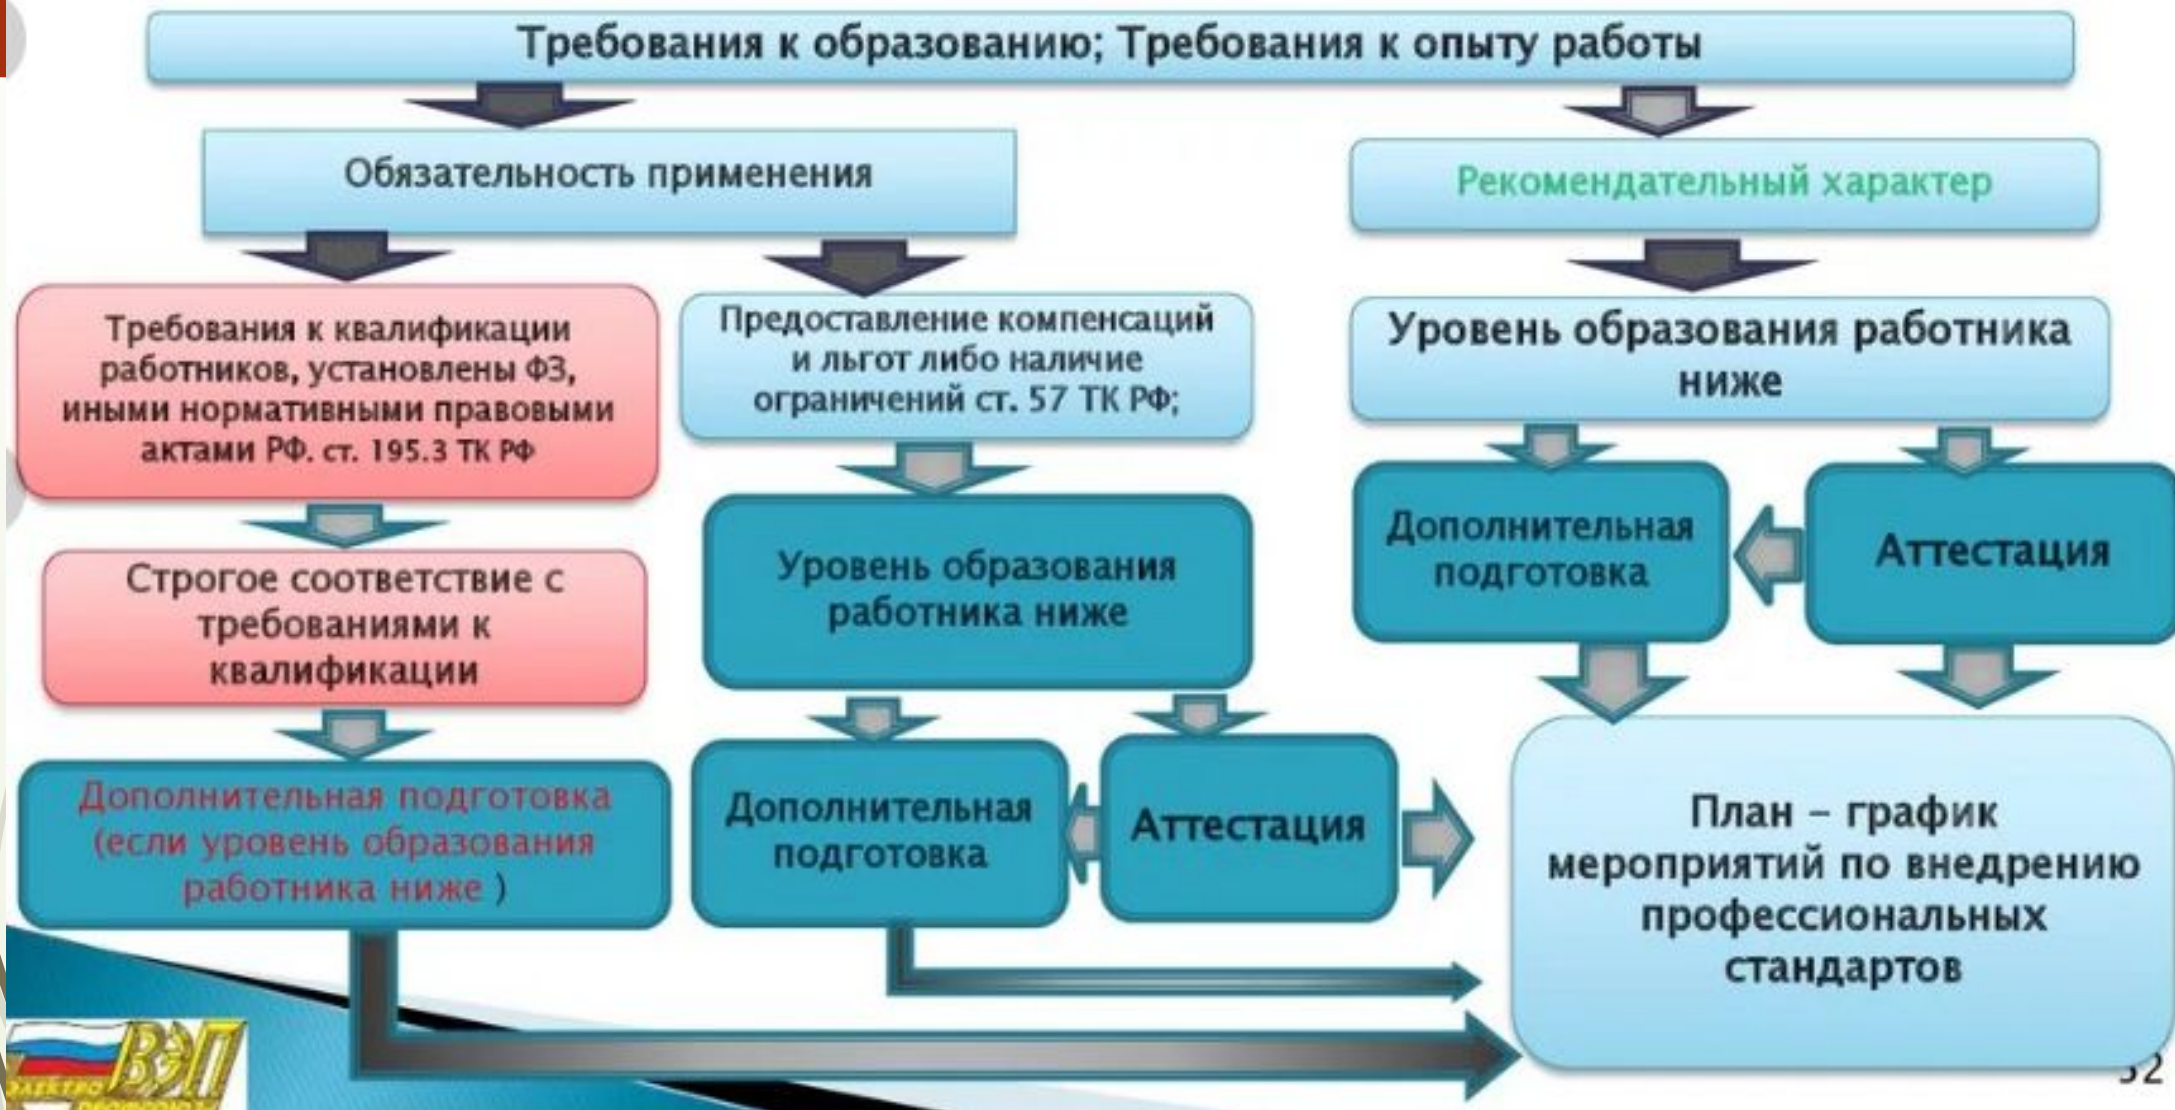 Требования к образованию; Требования к опыту работы
Обязательность применения
Рекомендательный характер
Требования к квалификации
работников, установлены ФЗ,
иными нормативными правовыми
актами РФ. ст. 195.3 ТК РФ
Предоставление компенсаций
и льгот либо наличие
ограничений ст. 57 ТК РФ;
Уровень образования работника
ниже
Строгое соответствие с
требованиями к
квалификации
Уровень образования
работника ниже
Дополнительная
подготовка
Аттестация
Дополнительная подготовка
(если уровень образования
работника ниже )
Дополнительная
подготовка
Аттестация
План – график
мероприятий по внедрению
профессиональных
стандартов
ВЭП
ЭЛЕКТРО